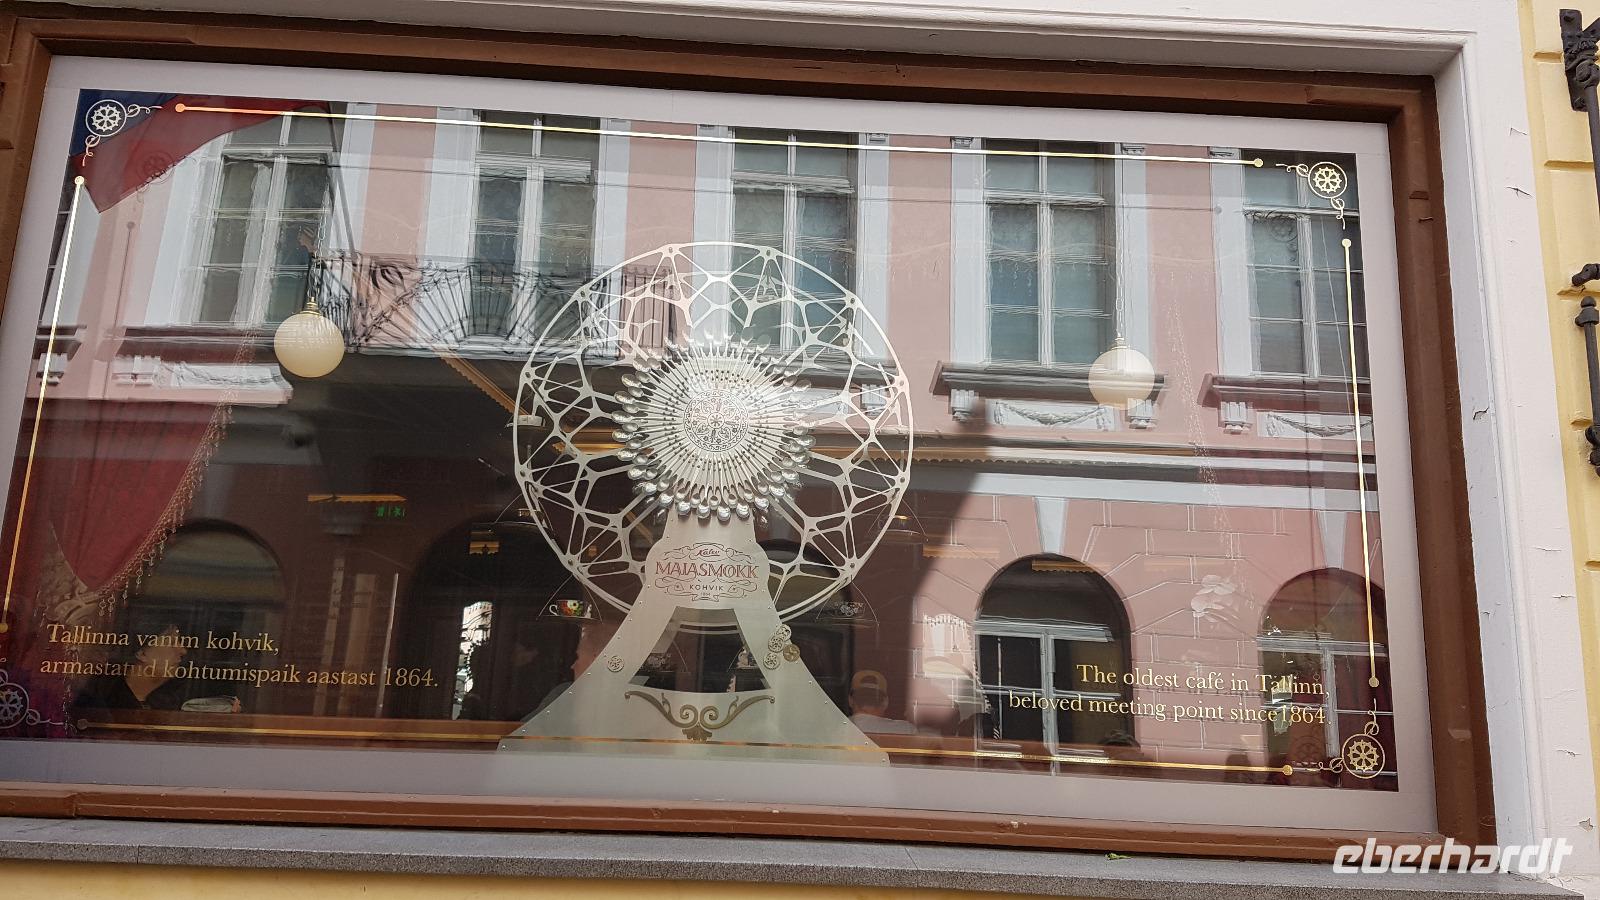 Kalev
MAIASMOKK
KOHVIK
1864
Tallinna vanim kohvik,
armastatud kohtumispaik aastast 1864.
The oldest café in Tallinn,
beloved meeting point since1864.
eberhardt